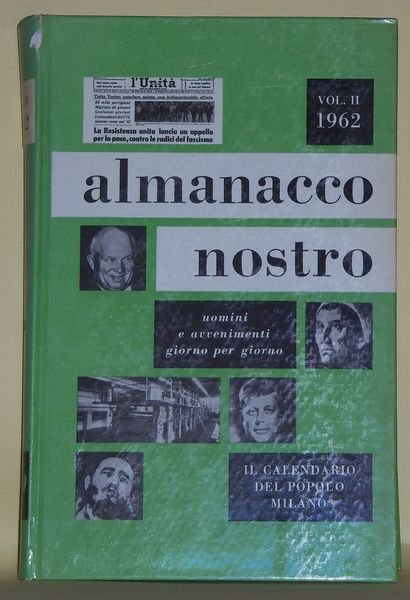 l'Unità
La Resistenza unita lancia un appello
per la pace, contro le radici del fascismo
VOL. II
1962
almanacco
nostro
uomini
e avvenimenti
giorno per giorno
IL CALENDARIO
DEL POPOLO
MILANO